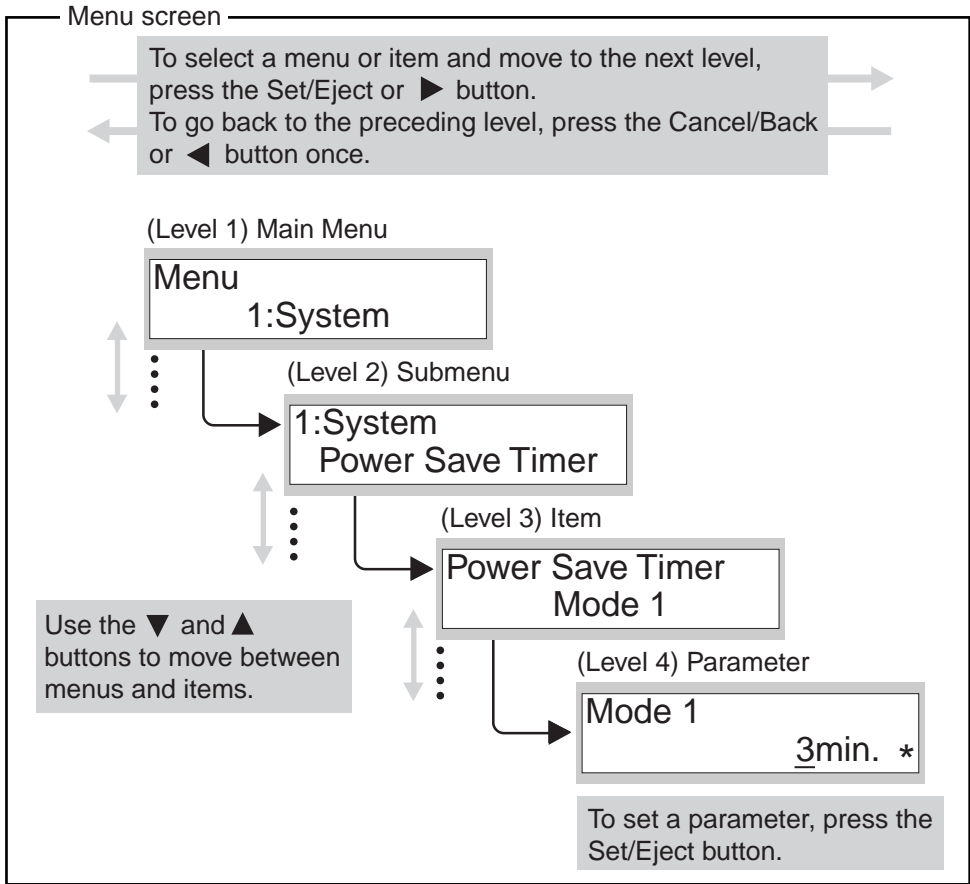 Menu screen
To select a menu or item and move to the next level,
press the Set/Eject or ▶ button.
To go back to the preceding level, press the Cancel/Back
or ◀ button once.
(Level 1) Main Menu
Menu
1:System
(Level 2) Submenu
1:System
Power Save Timer
(Level 3) Item
Power Save Timer
Mode 1
Use the ▼ and ▲
buttons to move between
menus and items.
(Level 4) Parameter
Mode 1
3min. *
To set a parameter, press the
Set/Eject button.